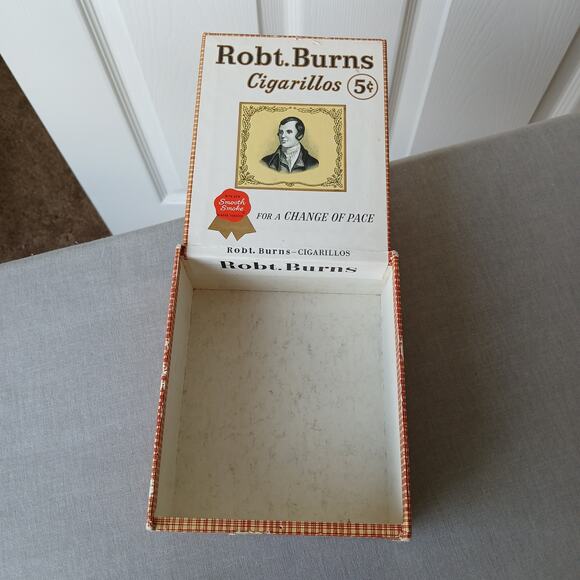 Robt. Burns
Cigarillos 5¢
Smooth
Smoke
FOR A CHANGE OF PACE
Robt. Burns—CIGARILLOS
Robt. Burns